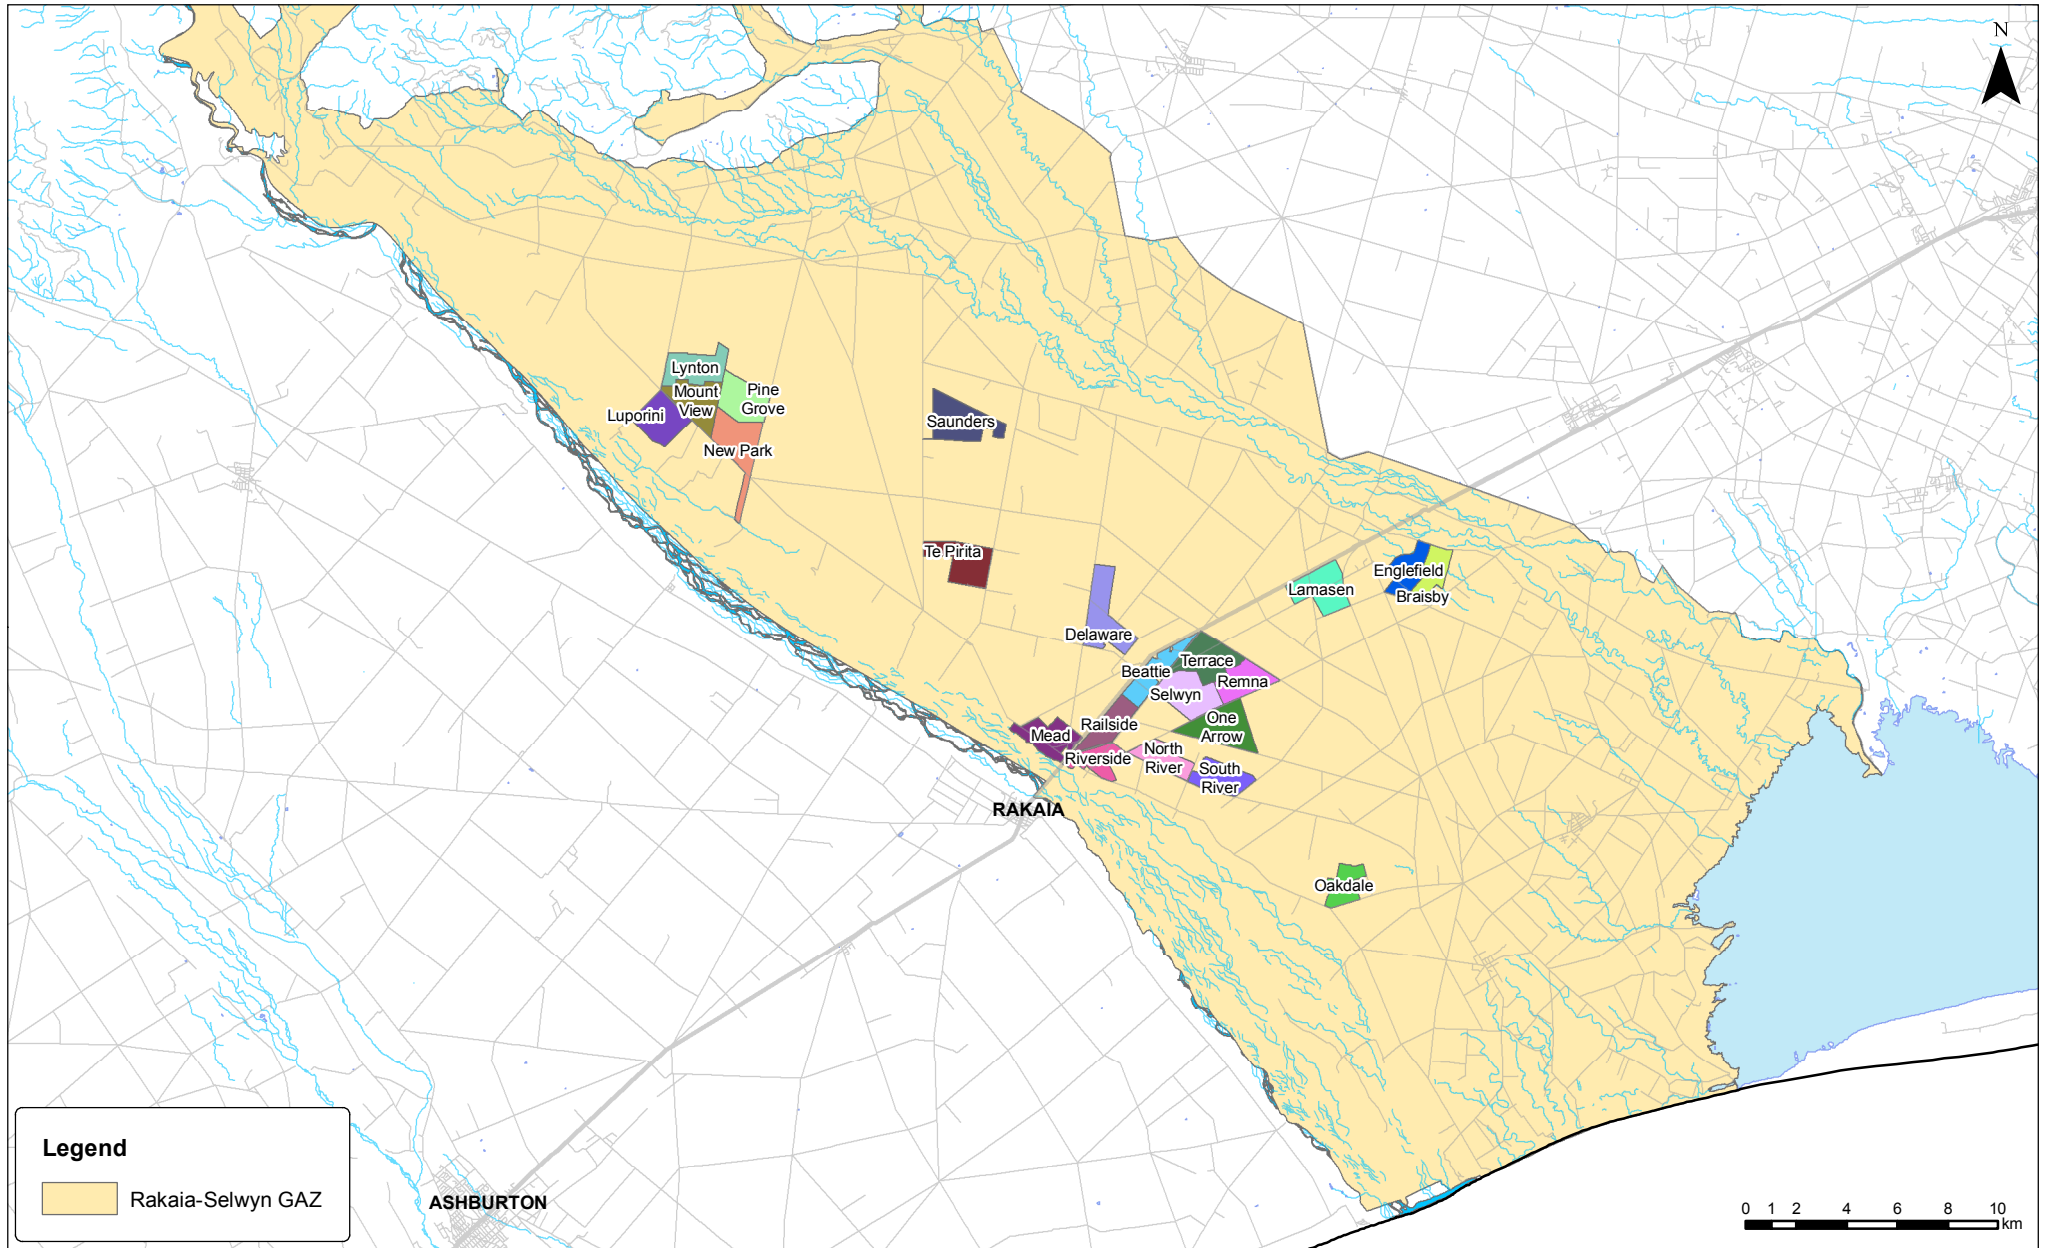 N
Lynton
Mount
View
Pine
Grove
Luporini
New Park
Saunders
Te Pirita
Delaware
Lamasen
Englefield
Braisby
Beattie
Terrace
Remna
Selwyn
Railside
One
Arrow
Mead
Riverside
North
River
South
River
RAKAIA
Oakdale
ASHBURTON
Legend
Rakaia-Selwyn GAZ
0 1 2 4 6 8 10
km